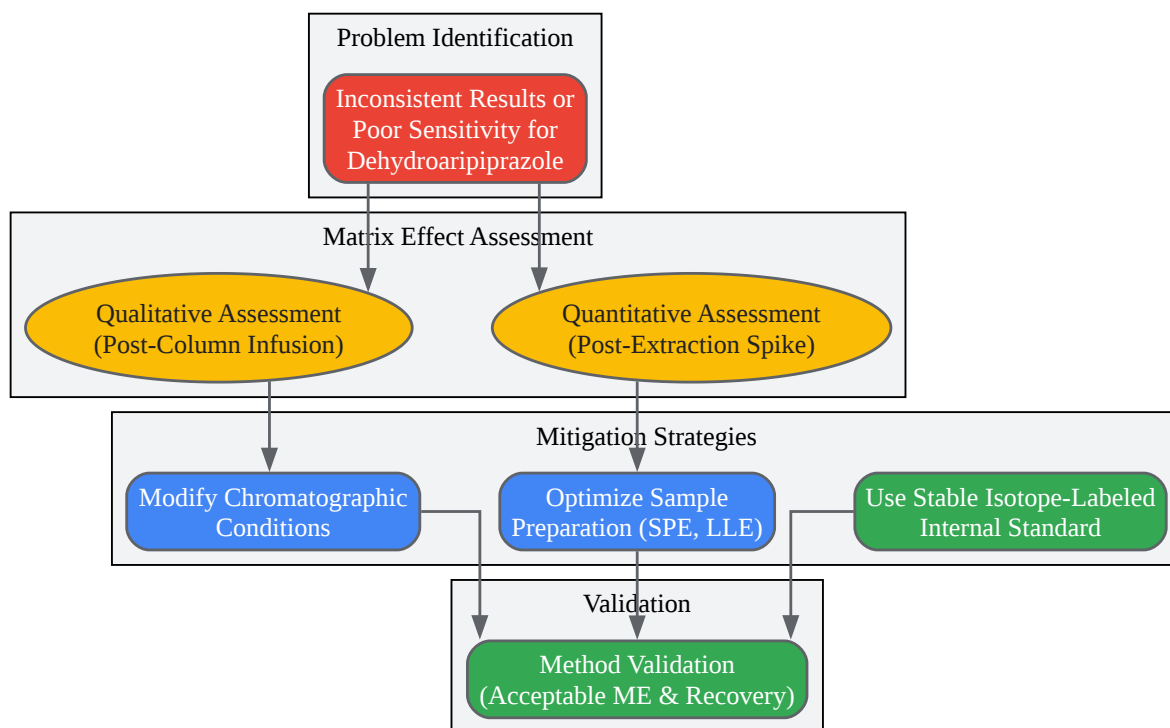 Problem Identification
Inconsistent Results or
Poor Sensitivity for
Dehydroaripiprazole
Matrix Effect Assessment
Qualitative Assessment
(Post-Column Infusion)
Quantitative Assessment
(Post-Extraction Spike)
Mitigation Strategies
Modify Chromatographic
Conditions
Optimize Sample
Preparation (SPE, LLE)
Use Stable Isotope-Labeled
Internal Standard
Validation
Method Validation
(Acceptable ME & Recovery)